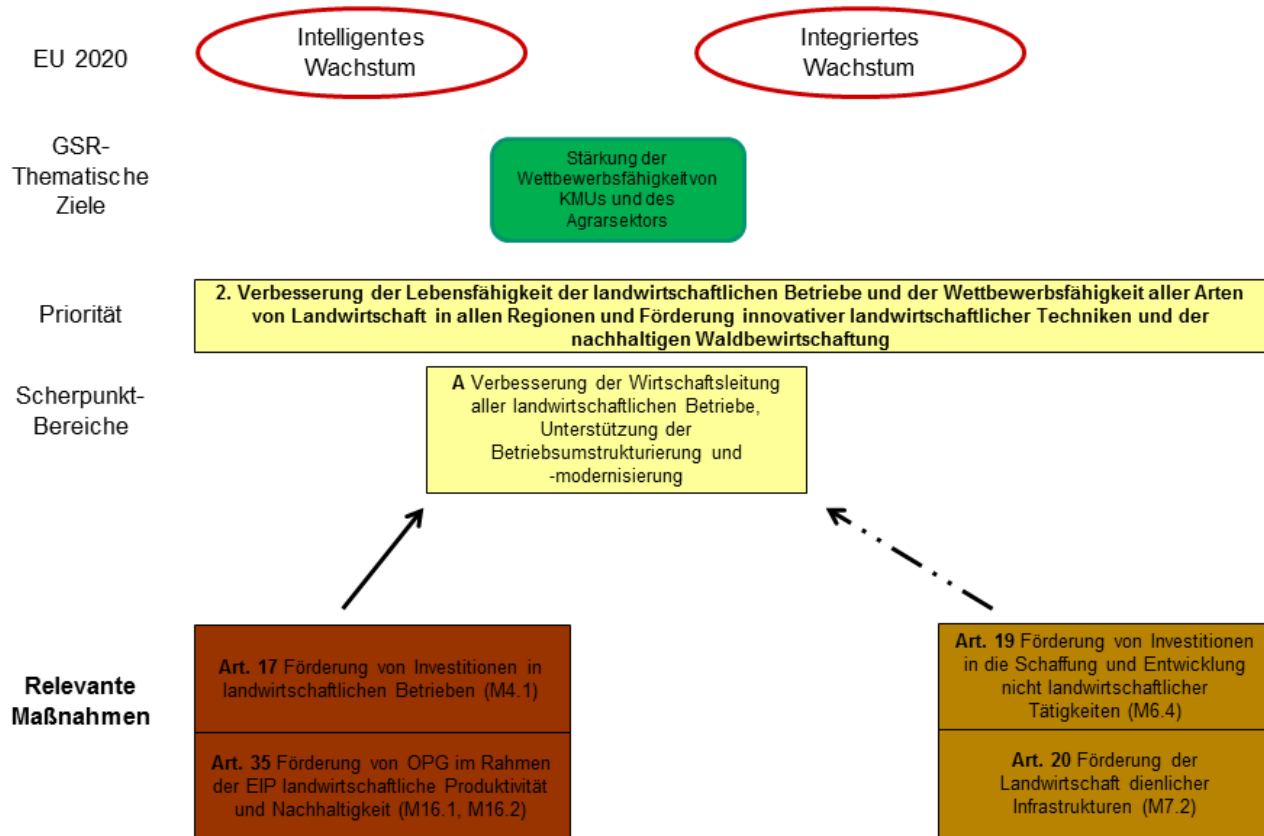 EU 2020
Intelligentes
Wachstum
Integriertes
Wachstum
GSR-
Thematische
Ziele
Stärkung der
Wettbewerbsfähigkeitvon
KMUs und des
Agrarsektors
Priorität
2. Verbesserung der Lebensfähigkeit der landwirtschaftlichen Betriebe und der Wettbewerbsfähigkeit aller Arten
von Landwirtschaft in allen Regionen und Förderung innovativer landwirtschaftlicher Techniken und der
nachhaltigen Waldbewirtschaftung
Scherpunkt-
Bereiche
A Verbesserung der Wirtschaftsleitung
aller landwirtschaftlichen Betriebe,
Unterstützung der
Betriebsumstrukturierung und
-modernisierung
Relevante
Maßnahmen
Art. 17 Förderung von Investitionen in
landwirtschaftlichen Betrieben (M4.1)
Art. 35 Förderung von OPG im Rahmen
der EIP landwirtschaftliche Produktivität
und Nachhaltigkeit (M16.1, M16.2)
Art. 19 Förderung von Investitionen
in die Schaffung und Entwicklung
nicht landwirtschaftlicher
Tätigkeiten (M6.4)
Art. 20 Förderung der
Landwirtschaft dienlicher
Infrastrukturen (M7.2)